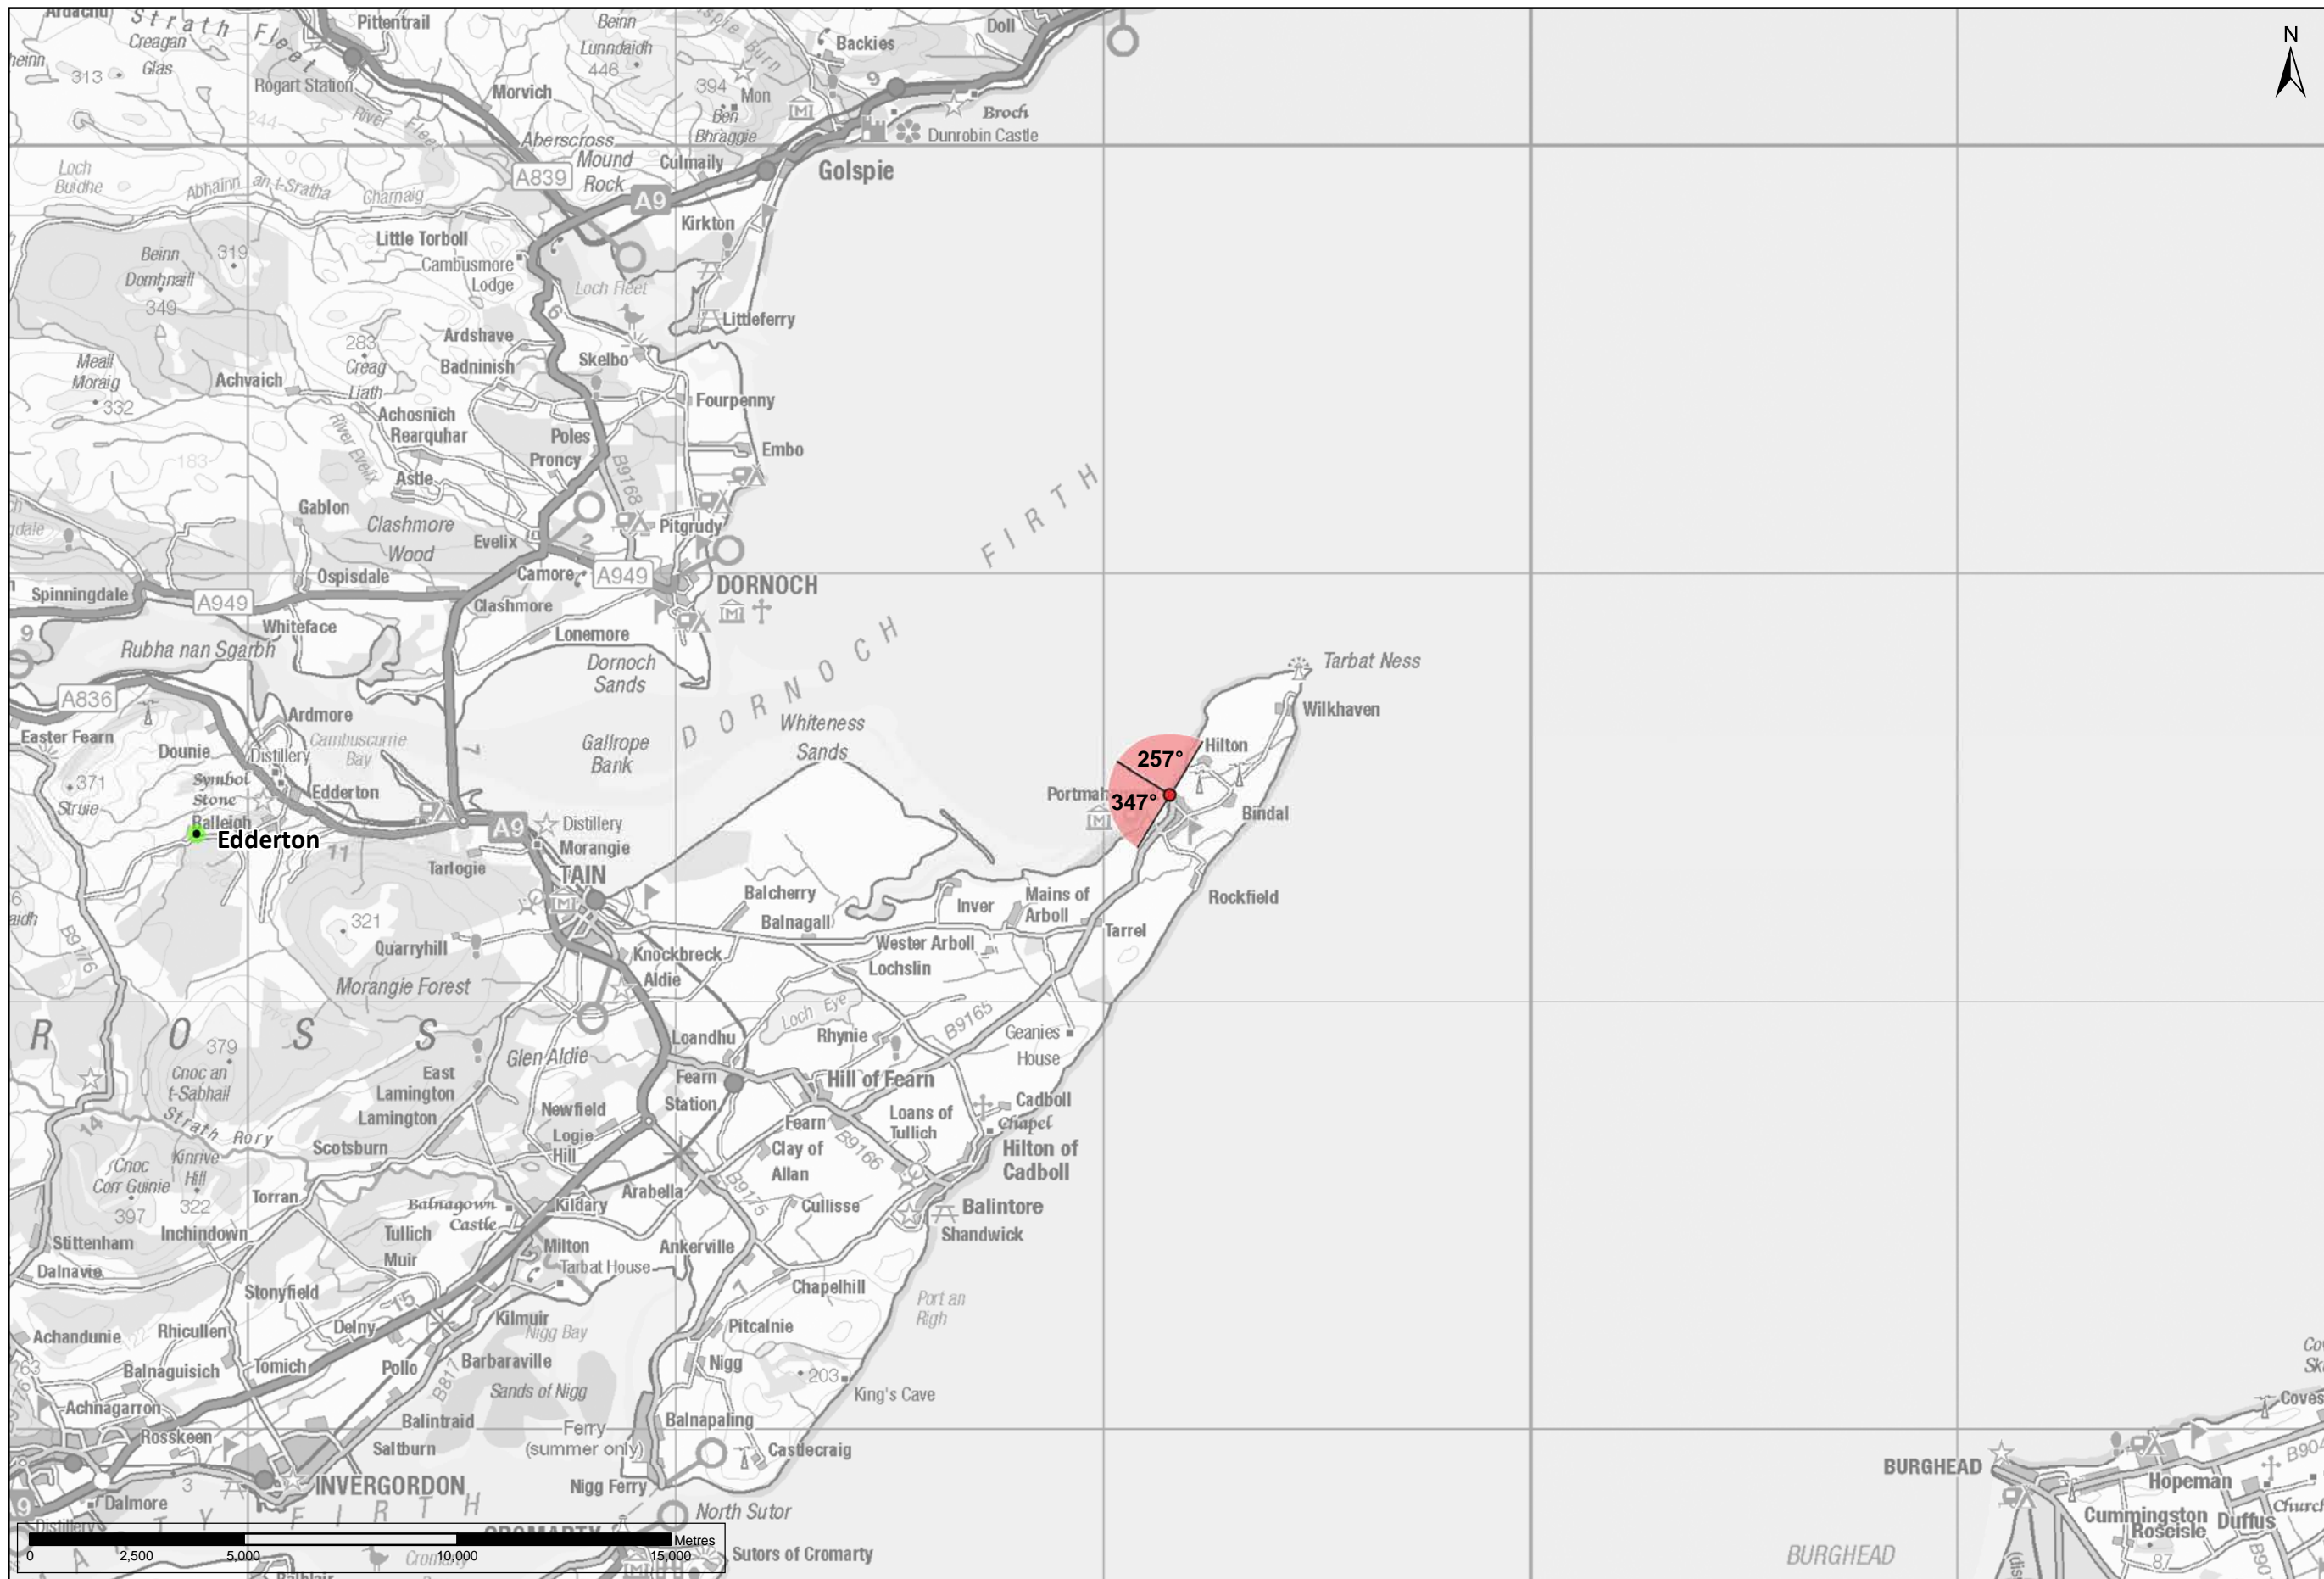 Strath Fleet
Pittentrail
Creagan
Glas
313
Rogart Station
Beinn
Lunndaidh
446
Backies
Doll
N
394
Mon
Ben
Bhraggie
9
Broch
Dunrobin Castle
Morvich
River Fleet
244
Aberscross
Mound
Rock
Culmaily
Golspie
Loch
Buidhe
Abhainn an t-Sratha
Charnaig
A839
A9
Kirkton
Little Torboll
Cambusmore
Lodge
Beinn
Domhnaill
349
319
Loch Fleet
6
Littleferry
Ardshave
Badninish
Skelbo
283
Creag
Liath
Meall
Moraig
332
Achvaich
Achosnich
Rearquhar
River Evelix
Fourpenny
Poles
Proncy
Embo
183
Astle
B9168
Gablon
Clashmore
Wood
Evelix
2
Pitgrudy
FIRTH
Camore
A949
DORNOCH
Spinningdale
A949
Ospisdale
Clashmore
Whiteface
Lonemore
9
Rubha nan Sgarbh
Dornoch
Sands
DORNOCH
Tarbat Ness
A836
Wilkhaven
Easter Fearn
Ardmore
Dounie
Distillery
Cambuscurrie
Bay
7
Gallrope
Bank
Whiteness
Sands
Hilton
257°
347°
371
Struie
Symbol
Stone
Edderton
Balleigh
Edderton
Bindal
11
A9
Distillery
Morangie
Tarlogie
TAIN
Balcherry
Balnagall
Inver
Mains of
Arboll
Rockfield
321
Quarryhill
B9176
Knockbreck
Aldie
Wester Arboll
Lochslin
Tarrel
Morangie Forest
Loch Eye
B9165
ROSS
379
Cnoc an
t-Sabhail
Glen Aldie
Loandhu
Rhynie
Geanies
House
East
Lamington
Lamington
Fearn
Station
Hill of Fearn
Newfield
Cadboll
Chapel
Loans of
Tullich
Fearn
Strath Rory
14
Scotsburn
Logie
Hill
Clay of
Allan
B9166
Hilton of
Cadboll
Cnoc
Corr Guinie
397
Kinrive
Hill
322
Torran
Balnagown
Castle
Kildary
Arabella
B9175
Cullisse
Balintore
Shandwick
Stittenham
Inchindown
Tullich
Muir
Milton
Tarbat House
Ankerville
Dalnavie
Stonyfield
15
7
Chapelhill
Port an
Righ
Achandunie
Rhicullen
Delny
Kilmuir
Nigg Bay
Pitcalnie
Balnaguisich
Tomich
Pollo
Barbaraville
B817
Nigg
Sands of Nigg
203
King's Cave
Achnagarron
Balintraid
Rosskeen
Saltburn
Ferry
(summer only)
Balnapaling
Castlecraig
INVERGORDON
Nigg Ferry
3
Dalmore
North Sutor
BURGHEAD
Hopeman
Cummingston
Roseisle
Duffus
87
BURGHEAD
0
2,500
5,000
10,000
15,000
Metres
Sutors of Cromarty